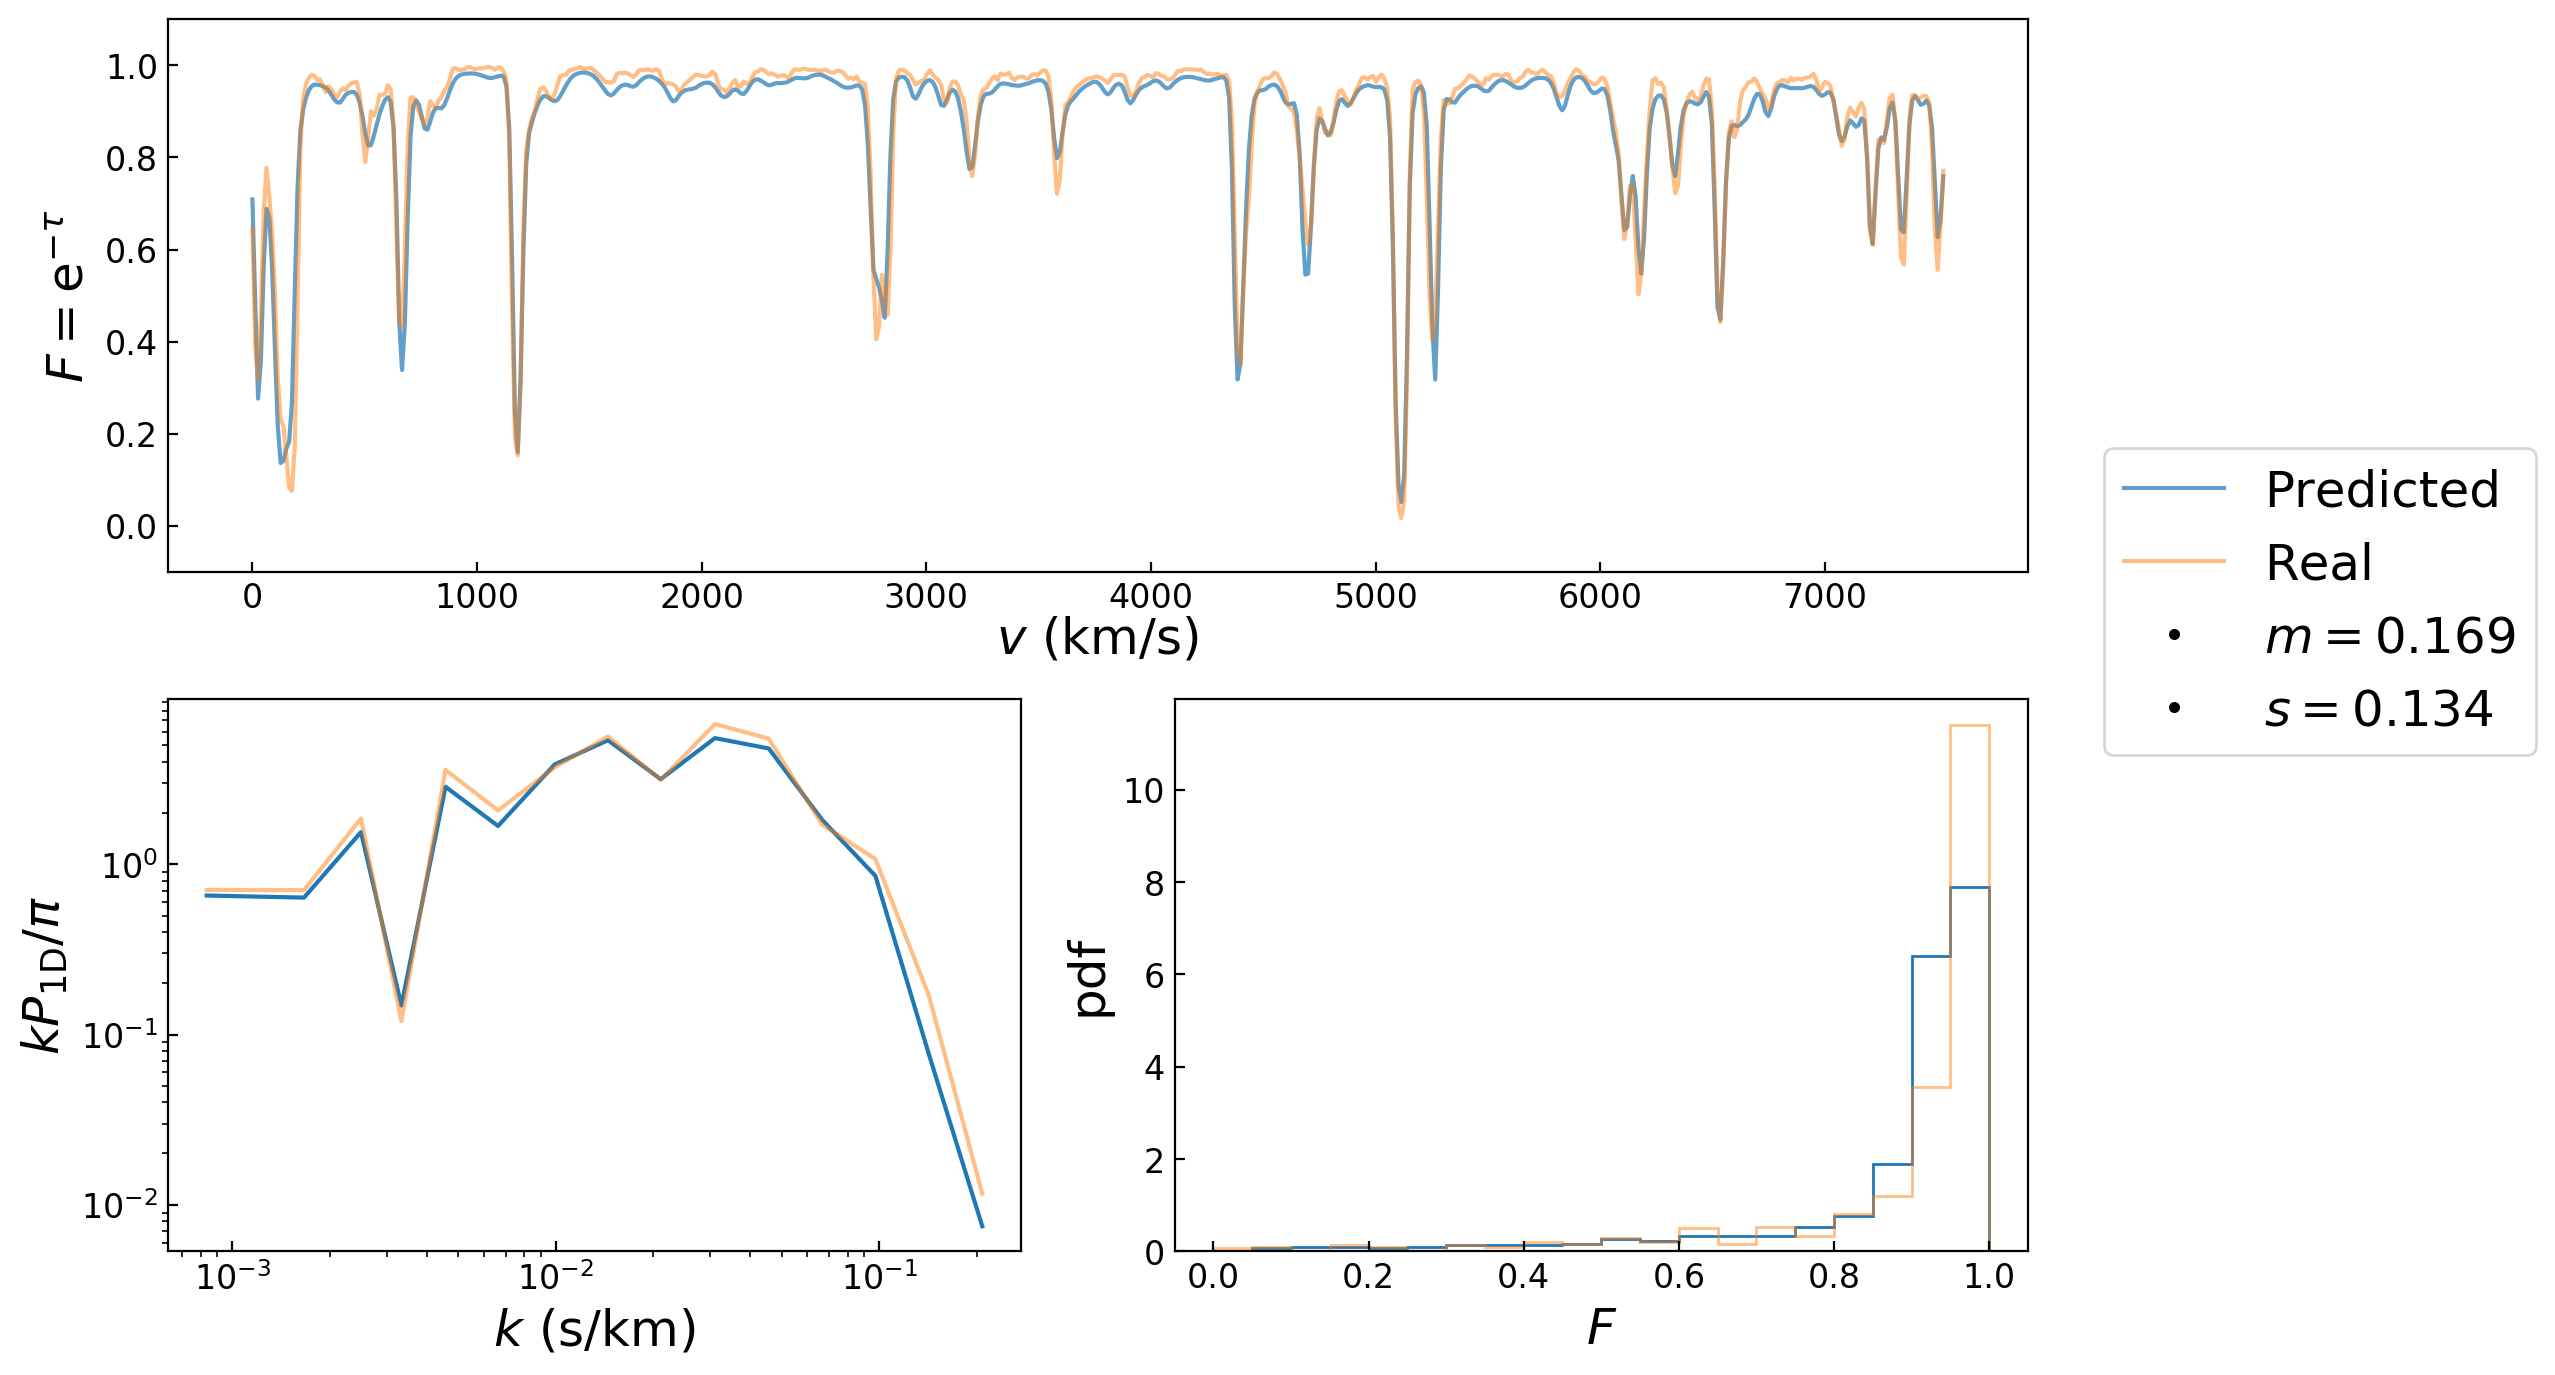 1.0
0.8
0.6
0.4
0.2
0.0
F = e^{−τ}
0 1000 2000 3000 4000 5000 6000 7000
v (km/s)
Predicted
Real
m = 0.169
s = 0.134
10^0
10^{−1}
10^{−2}
kP_{1D}/π
10^{−3} 10^{−2} 10^{−1}
k (s/km)
10
8
6
4
2
0
pdf
0.0 0.2 0.4 0.6 0.8 1.0
F